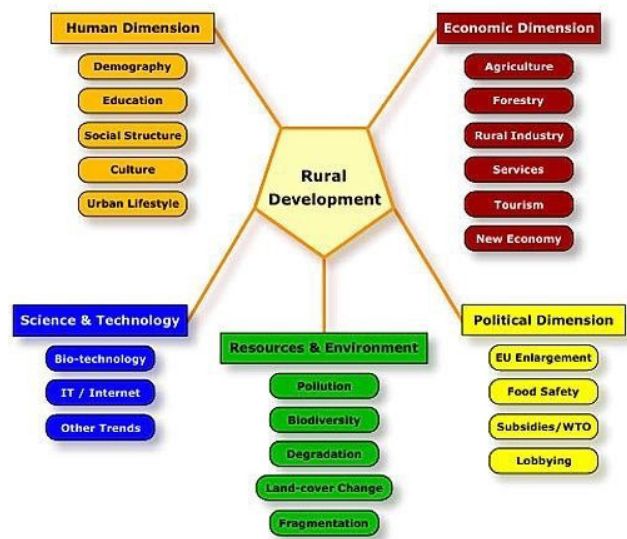 Human Dimension
Demography
Education
Social Structure
Culture
Urban Lifestyle
Economic Dimension
Agriculture
Forestry
Rural Industry
Services
Tourism
New Economy
Rural
Development
Science & Technology
Bio-technology
IT / Internet
Other Trends
Resources & Environment
Pollution
Biodiversity
Degradation
Land-cover Change
Fragmentation
Political Dimension
EU Enlargement
Food Safety
Subsidies/WTO
Lobbying